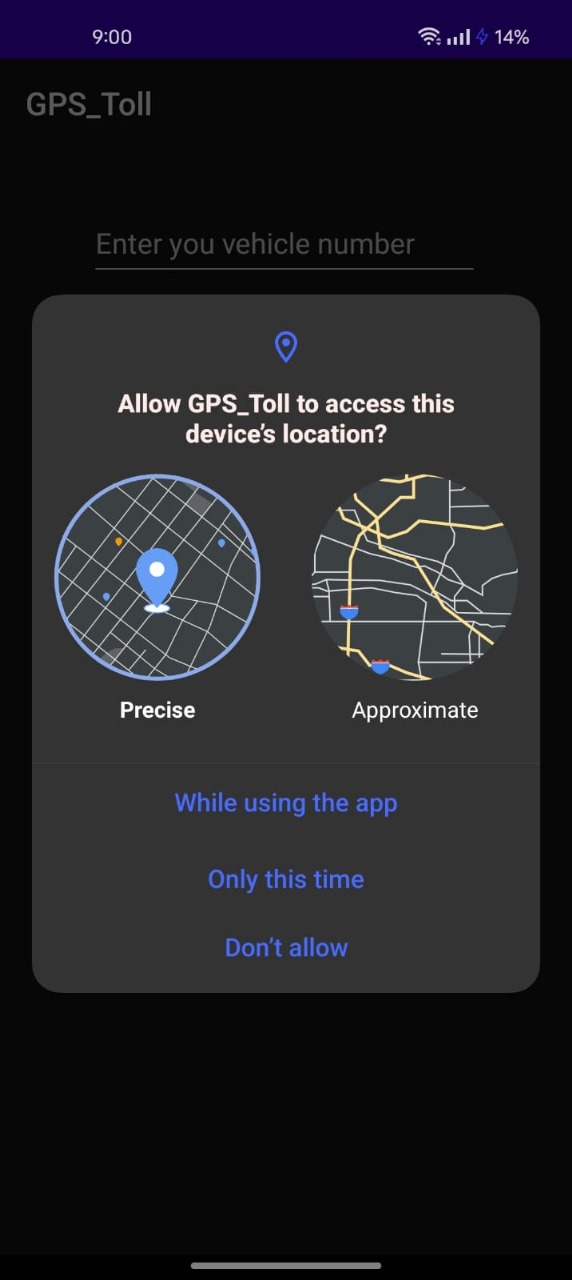 9:00
14%
GPS_Toll
Enter you vehicle number
Allow GPS_Toll to access this
device’s location?
Precise
Approximate
While using the app
Only this time
Don’t allow